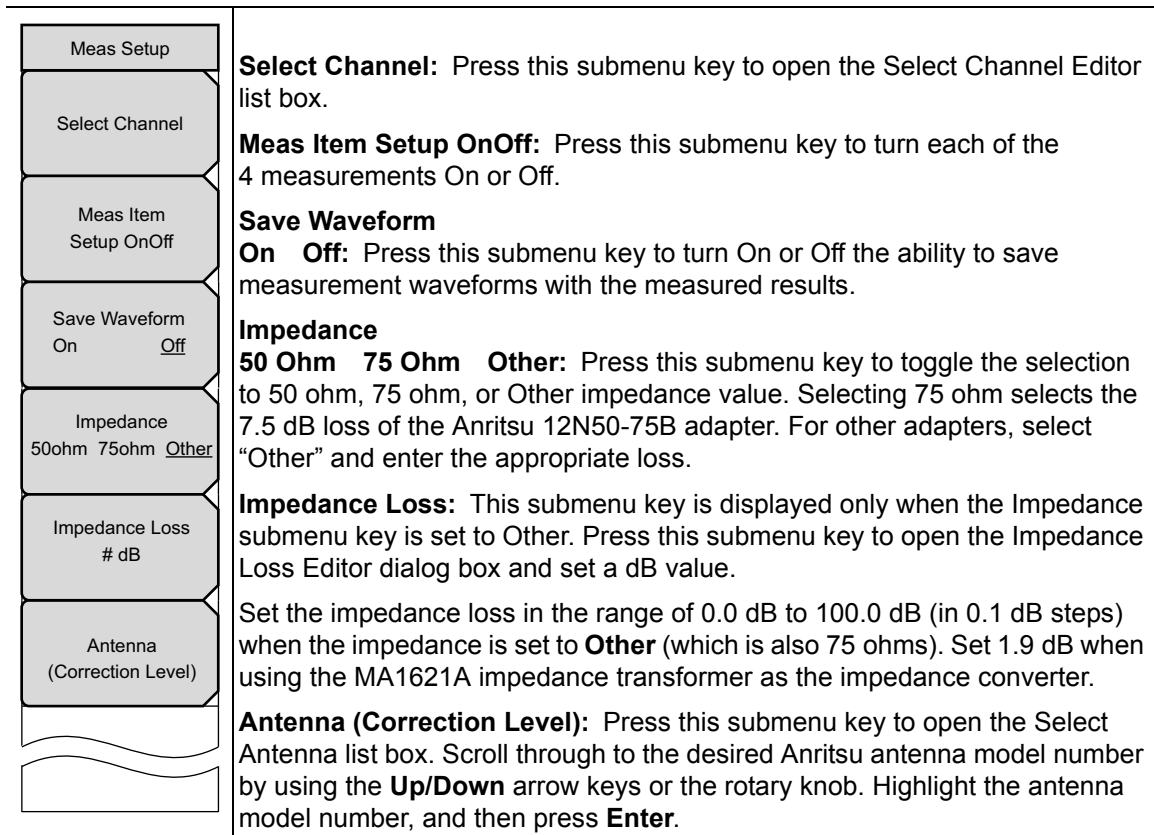 Meas Setup
Select Channel
Meas Item
Setup OnOff
Save Waveform
On Off
Impedance
50ohm 75ohm Other
Impedance Loss
# dB
Antenna
(Correction Level)
Select Channel: Press this submenu key to open the Select Channel Editor
list box.
Meas Item Setup OnOff: Press this submenu key to turn each of the
4 measurements On or Off.
Save Waveform
On Off: Press this submenu key to turn On or Off the ability to save
measurement waveforms with the measured results.
Impedance
50 Ohm 75 Ohm Other: Press this submenu key to toggle the selection
to 50 ohm, 75 ohm, or Other impedance value. Selecting 75 ohm selects the
7.5 dB loss of the Anritsu 12N50-75B adapter. For other adapters, select
“Other” and enter the appropriate loss.
Impedance Loss: This submenu key is displayed only when the Impedance
submenu key is set to Other. Press this submenu key to open the Impedance
Loss Editor dialog box and set a dB value.
Set the impedance loss in the range of 0.0 dB to 100.0 dB (in 0.1 dB steps)
when the impedance is set to Other (which is also 75 ohms). Set 1.9 dB when
using the MA1621A impedance transformer as the impedance converter.
Antenna (Correction Level): Press this submenu key to open the Select
Antenna list box. Scroll through to the desired Anritsu antenna model number
by using the Up/Down arrow keys or the rotary knob. Highlight the antenna
model number, and then press Enter.